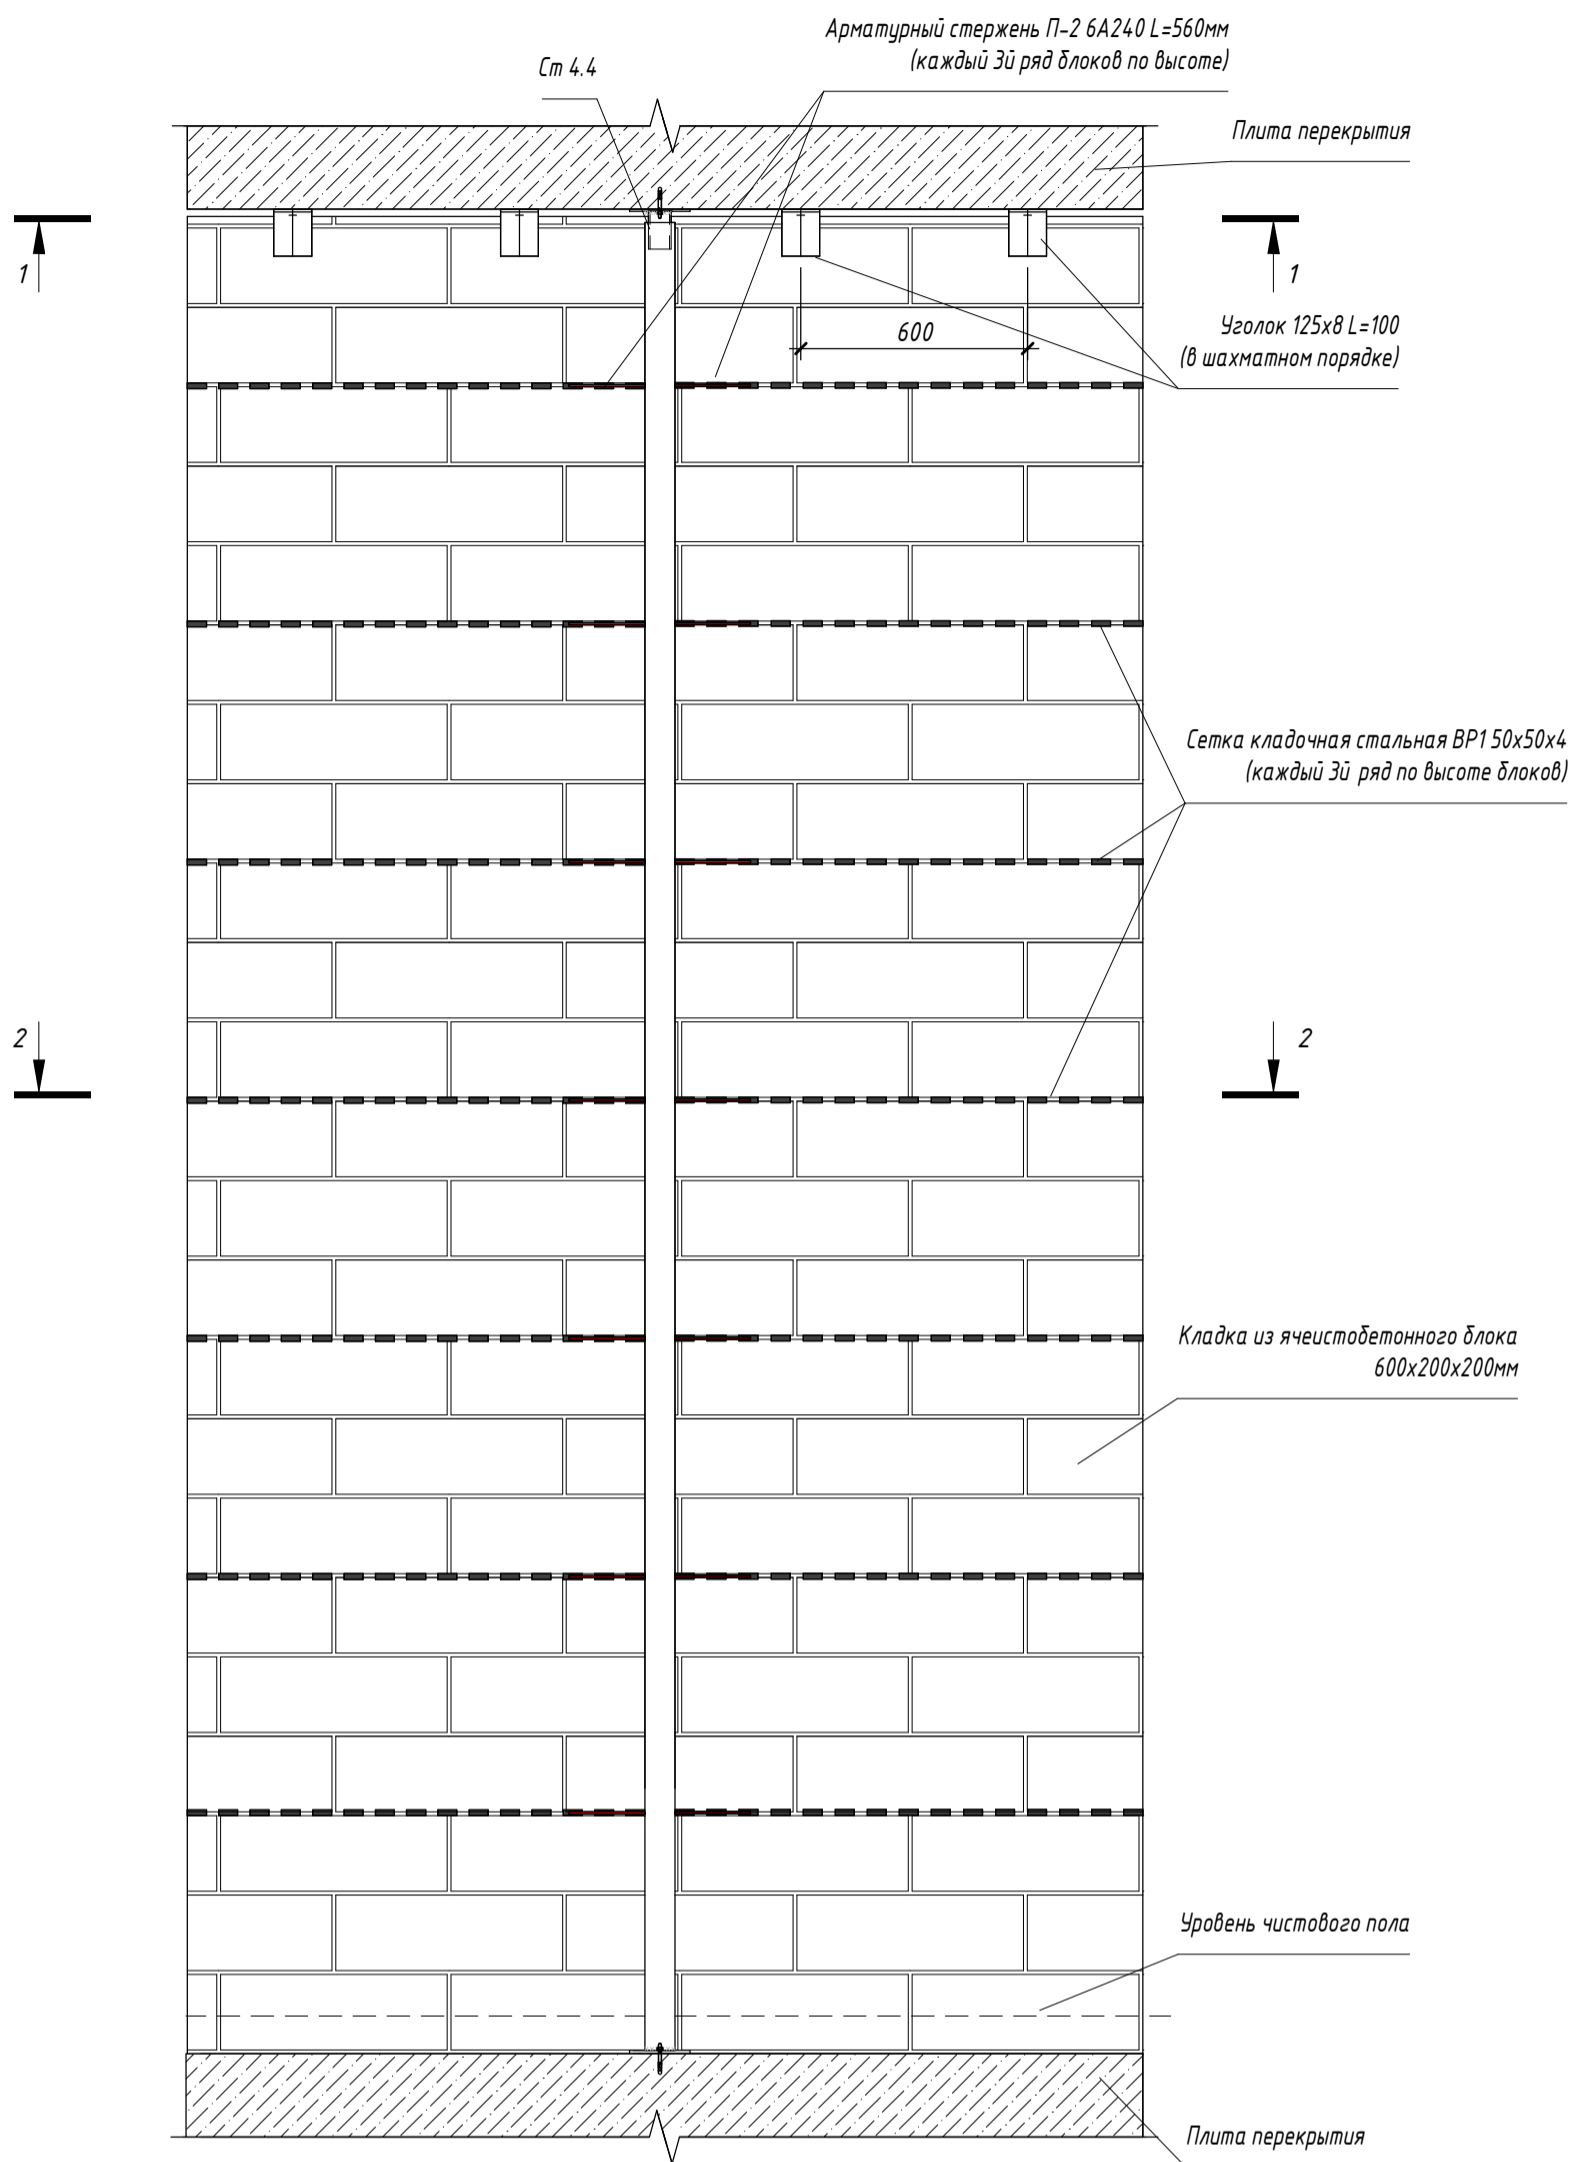 Арматурный стержень П-2 6А240 L=560мм
(каждый 3й ряд блоков по высоте)
Ст 4.4
Плита перекрытия
1
1
600
Уголок 125х8 L=100
(в шахматном порядке)
Сетка кладочная стальная ВР1 50х50х4
(каждый 3й ряд по высоте блоков)
2
2
Кладка из ячеистобетонного блока
600х200х200мм
Уровень чистового пола
Плита перекрытия